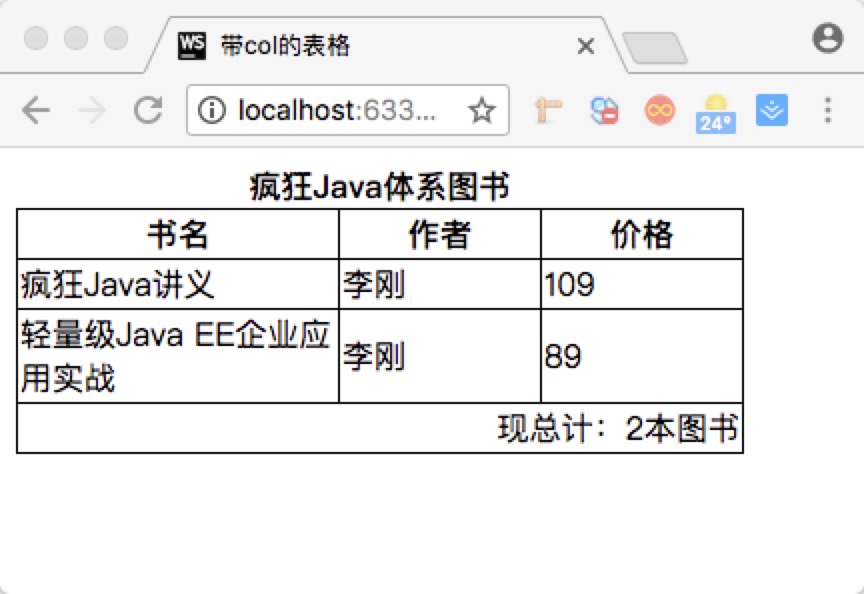 WS 带col的表格
localhost:633...
24°
疯狂Java体系图书
书名 作者 价格
疯狂Java讲义 李刚 109
轻量级Java EE企业应
用实战 李刚 89
现总计：2本图书